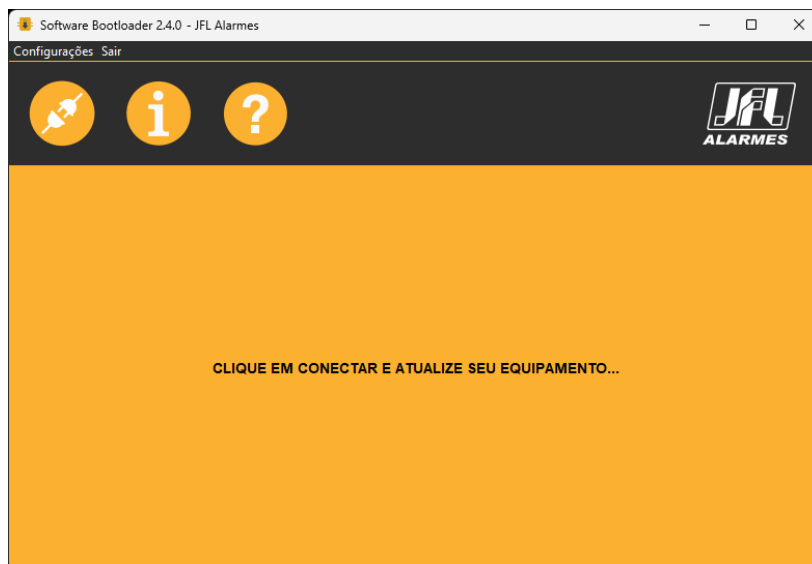 Software Bootloader 2.4.0 - JFL Alarmes
Configurações Sair
i ?
JFL
ALARMES
CLIQUE EM CONECTAR E ATUALIZE SEU EQUIPAMENTO...